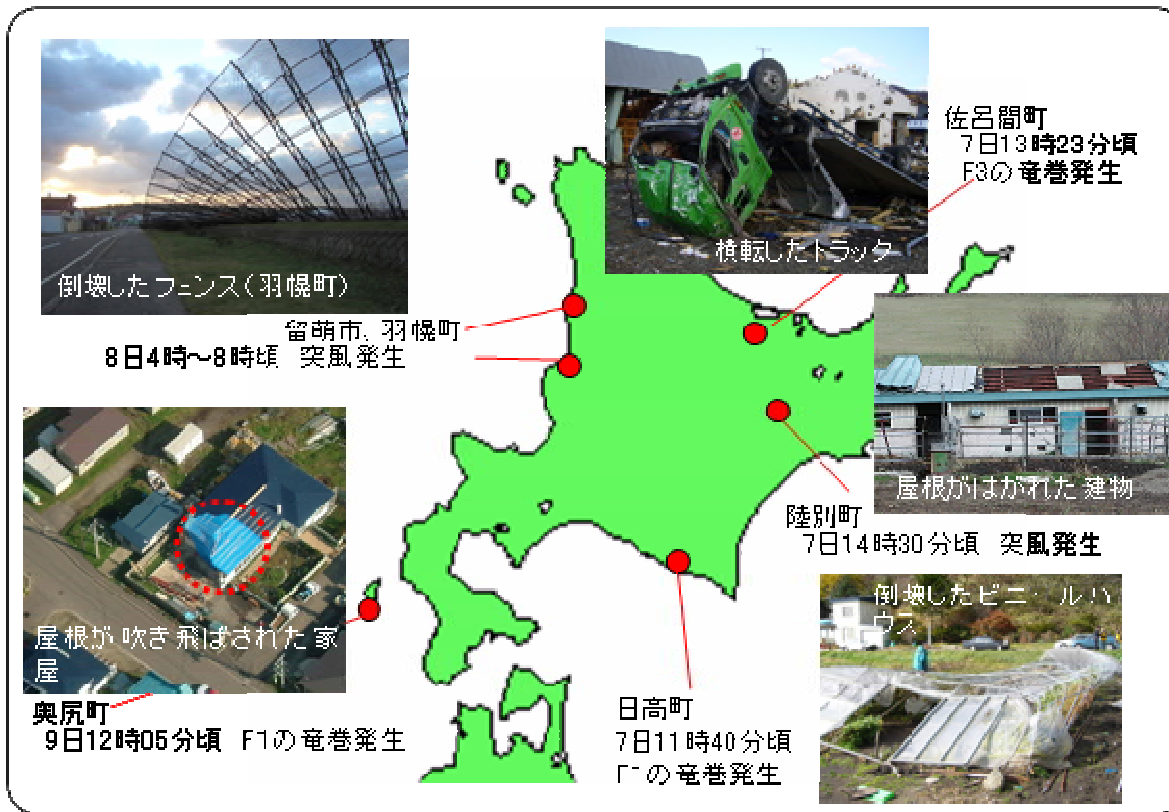 倒壊したフェンス(羽幌町)
横転したトラック
佐呂間町
7日13時23分頃
F3の竜巻発生
留萌市、羽幌町
8日4時～8時頃 突風発生
屋根がはがれた建物
陸別町
7日14時30分頃 突風発生
屋根が吹き飛ばされた家
屋
奥尻町
9日12時05分頃 F1の竜巻発生
日高町
7日11時40分頃
の竜巻発生
倒壊したビニールハ
ウス